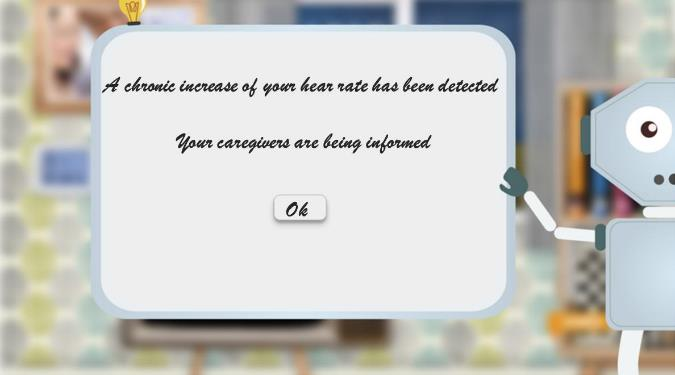 A chronic increase of your hear rate has been detected
Your caregivers are being informed
Ok